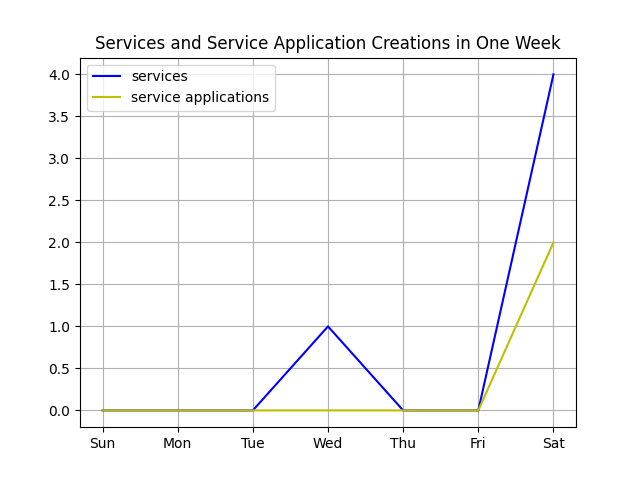 Services and Service Application Creations in One Week
services
service applications
4.0
3.5
3.0
2.5
2.0
1.5
1.0
0.5
0.0
Sun Mon Tue Wed Thu Fri Sat